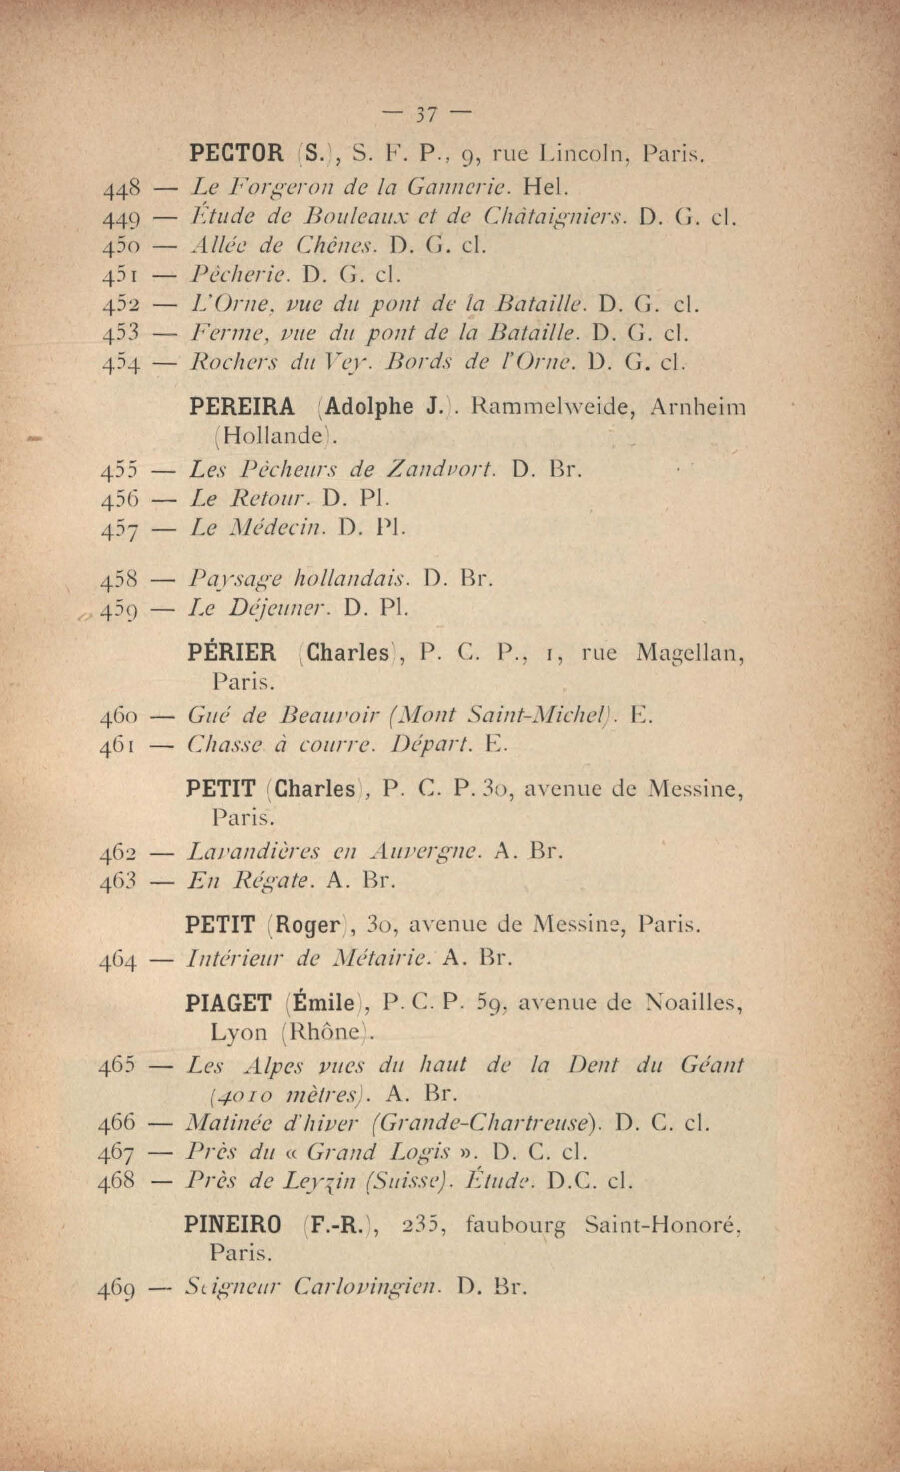 — 37 —
PECTOR (S.), S. F. P., 9, rue Lincoln, Paris.
448 — Le Forgeron de la Gannerie. Hel.
449 — Étude de Bouleaux et de Châtaigniers. D. G. cl.
450 — Allée de Chênes. D. G. cl.
451 — Pêcherie. D. G. cl.
452 — L'Orne, vue du pont de la Bataille. D. G. cl.
453 — Ferme, vue du pont de la Bataille. D. G. cl.
454 — Rochers du Vey. Bords de l'Orne. D. G. cl.
PEREIRA (Adolphe J.). Rammelweide, Arnheim
(Hollande).
455 — Les Pêcheurs de Zandvort. D. Br.
456 — Le Retour. D. Pl.
457 — Le Médecin. D. Pl.
458 — Paysage hollandais. D. Br.
459 — Le Déjeuner. D. Pl.
PÉRIER (Charles), P. C. P., 1, rue Magellan,
Paris.
460 — Gué de Beauvoir (Mont Saint-Michel). E.
461 — Chasse à courre. Départ. E.
PETIT (Charles), P. C. P. 30, avenue de Messine,
Paris.
462 — Lavandières en Auvergne. A. Br.
463 — En Régate. A. Br.
PETIT (Roger), 30, avenue de Messine, Paris.
464 — Intérieur de Métairie. A. Br.
PIAGET (Émile), P. C. P. 59, avenue de Noailles,
Lyon (Rhône).
465 — Les Alpes vues du haut de la Dent du Géant
(4010 mètres). A. Br.
466 — Matinée d'hiver (Grande-Chartreuse). D. C. cl.
467 — Près du « Grand Logis ». D. C. cl.
468 — Près de Leyzin (Suisse). Étude. D.C. cl.
PINEIRO (F.-R.), 235, faubourg Saint-Honoré,
Paris.
469 — Seigneur Carlovingien. D. Br.